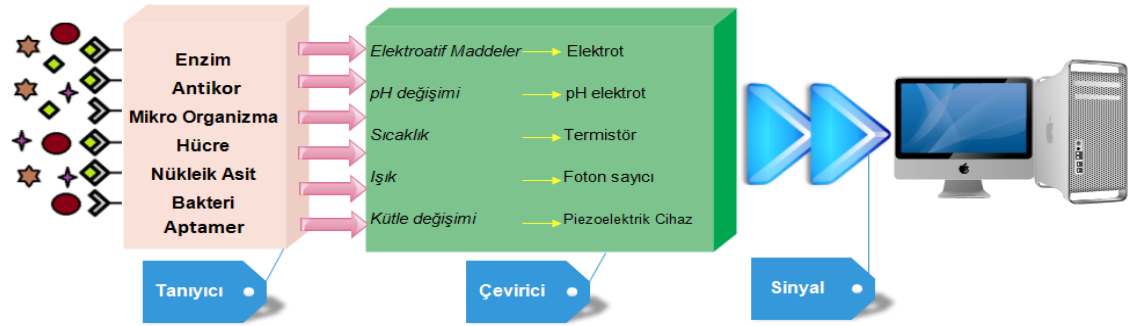 Enzim
Antikor
Mikro Organizma
Hücre
Nükleik Asit
Bakteri
Aptamer
Elektroatif Maddeler Elektrot
pH değişimi pH elektrot
Sıcaklık Termistör
Işık Foton sayıcı
Kütle değişimi Piezoelektrik Cihaz
Tanıyıcı
Çevirici
Sinyal